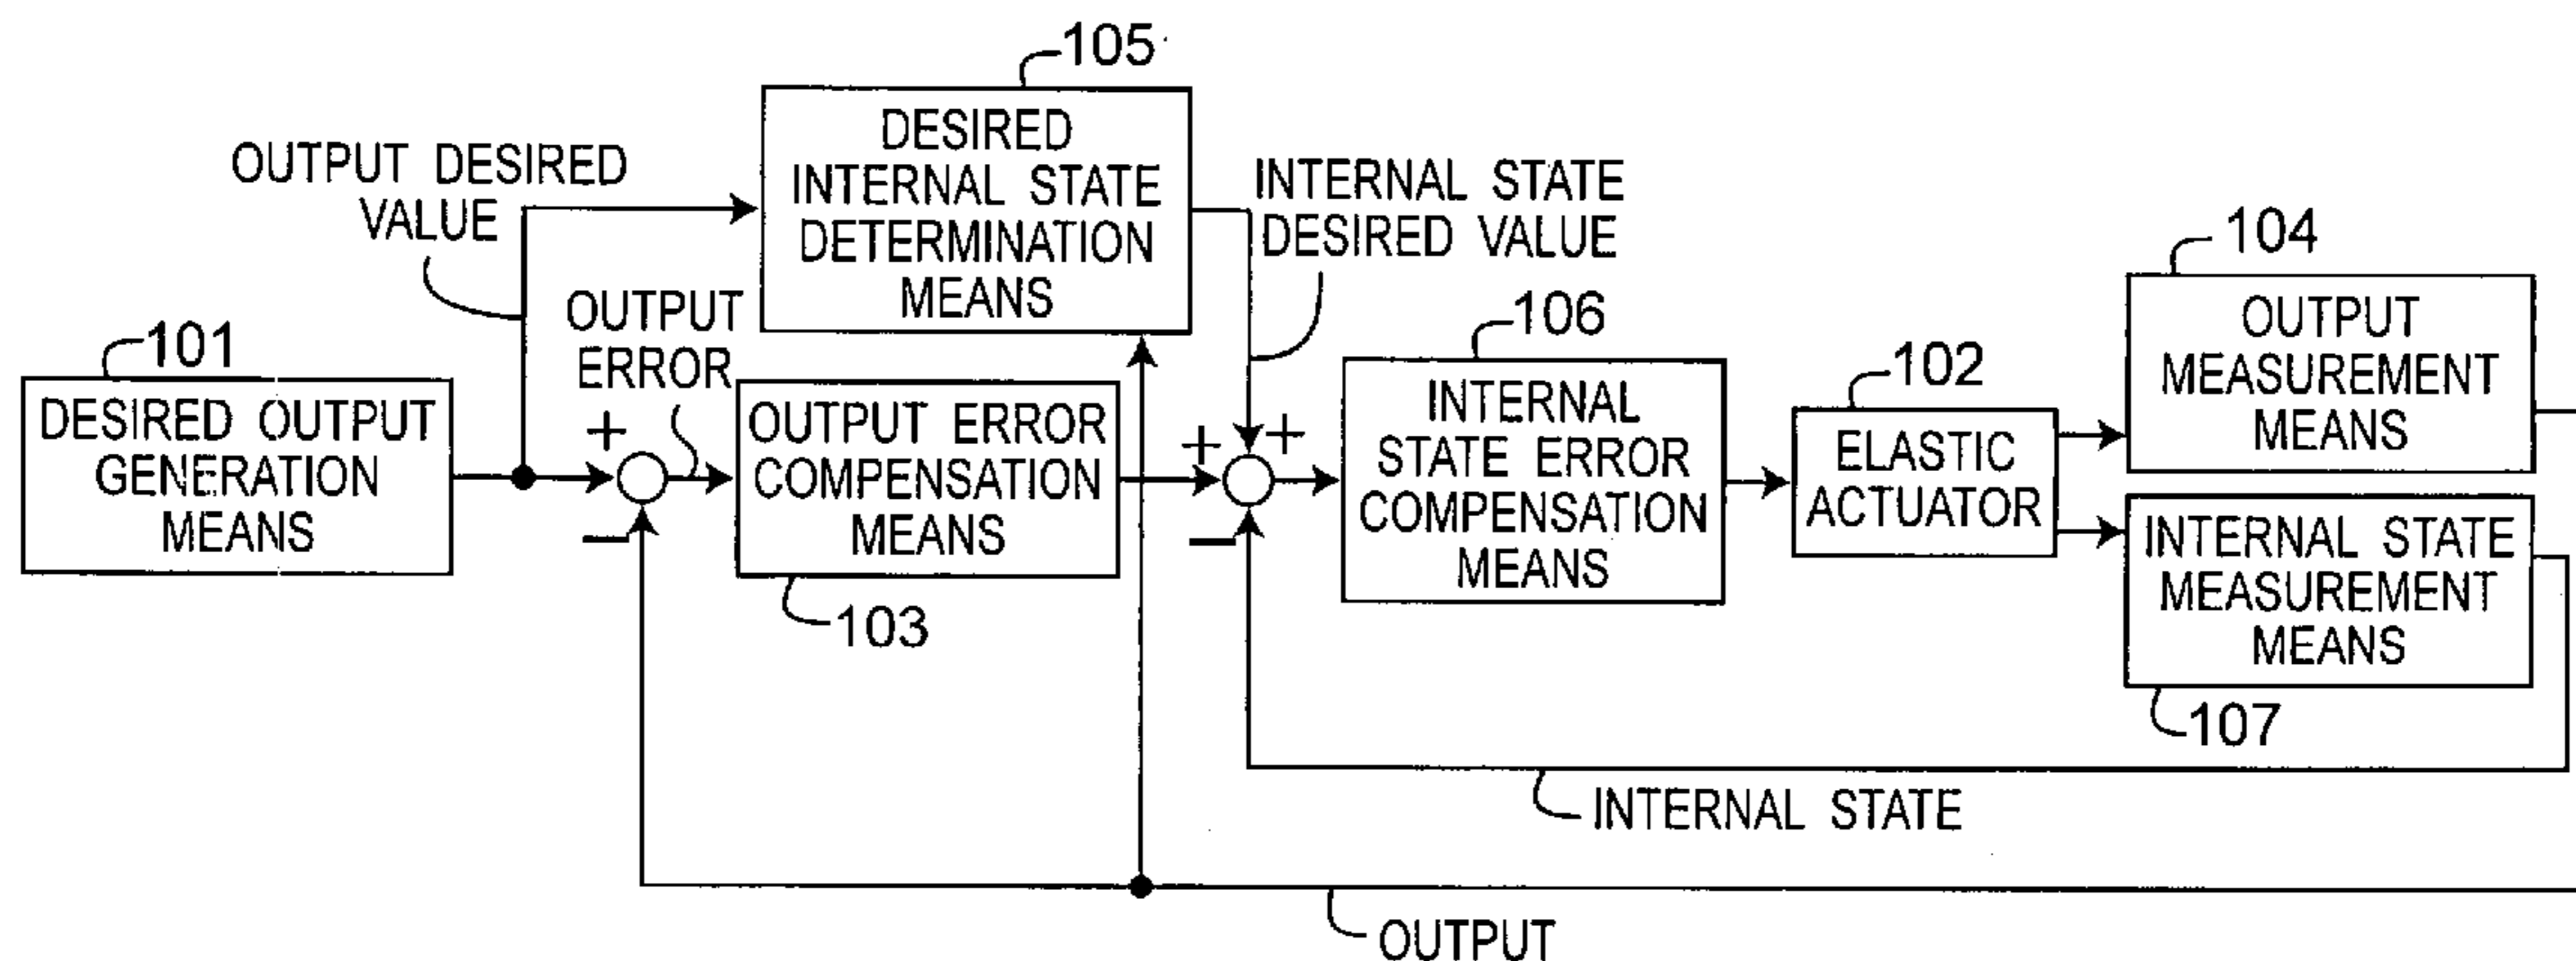 105
DESIRED
INTERNAL STATE
DETERMINATION
MEANS
OUTPUT DESIRED
VALUE
INTERNAL STATE
DESIRED VALUE
104
OUTPUT
MEASUREMENT
MEANS
101
DESIRED OUTPUT
GENERATION
MEANS
OUTPUT
ERROR
+
−
OUTPUT ERROR
COMPENSATION
MEANS
103
+
+
−
106
INTERNAL
STATE ERROR
COMPENSATION
MEANS
102
ELASTIC
ACTUATOR
INTERNAL STATE
MEASUREMENT
MEANS
107
INTERNAL STATE
OUTPUT